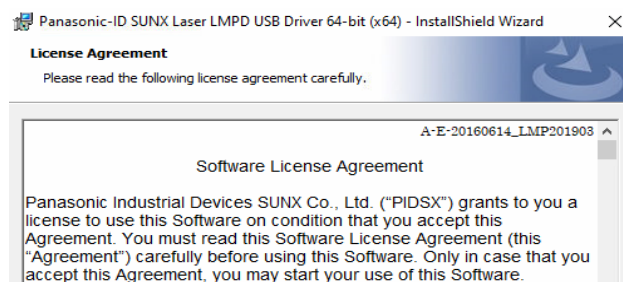 Panasonic-ID SUNX Laser LMPD USB Driver 64-bit (x64) - InstallShield Wizard
License Agreement
Please read the following license agreement carefully.
A-E-20160614_LMP201903
Software License Agreement
Panasonic Industrial Devices SUNX Co., Ltd. (“PIDSX”) grants to you a
license to use this Software on condition that you accept this
Agreement. You must read this Software License Agreement (this
“Agreement”) carefully before using this Software. Only in case that you
accept this Agreement, you may start your use of this Software.